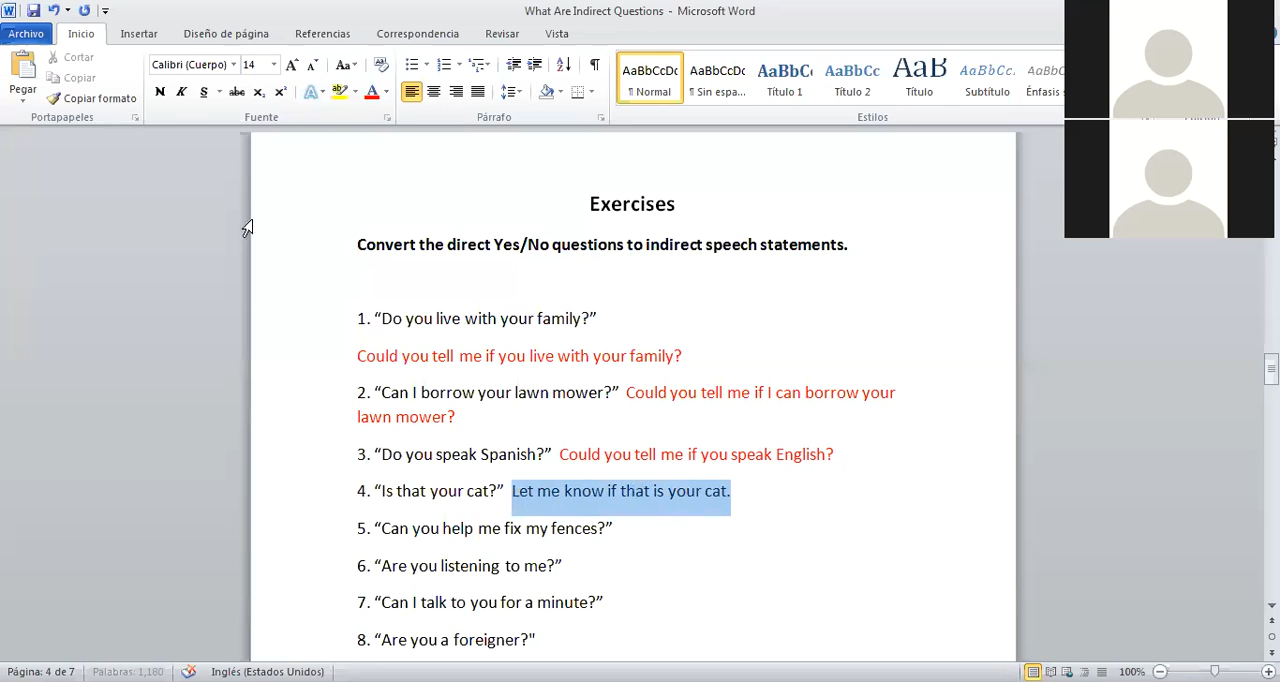 What Are Indirect Questions - Microsoft Word
Archivo Inicio Insertar Diseño de página Referencias Correspondencia Revisar Vista
Pegar
Cortar
Copiar
Copiar formato
Portapapeles
Calibri (Cuerpo) 14
N K S abc x₂ x²
Fuente
Párrafo
AaBbCcDc
¶ Normal
AaBbCcDc
¶ Sin espa...
AaBbC
Título 1
AaBbCc
Título 2
AaB
Título
AaBbCc.
Subtítulo
AaBbC
Énfasis
Estilos
Exercises
Convert the direct Yes/No questions to indirect speech statements.
1. “Do you live with your family?”
Could you tell me if you live with your family?
2. “Can I borrow your lawn mower?” Could you tell me if I can borrow your
lawn mower?
3. “Do you speak Spanish?” Could you tell me if you speak English?
4. “Is that your cat?” Let me know if that is your cat.
5. “Can you help me fix my fences?”
6. “Are you listening to me?”
7. “Can I talk to you for a minute?”
8. “Are you a foreigner?"
Página: 4 de 7 Palabras: 1,180 Inglés (Estados Unidos) 100%